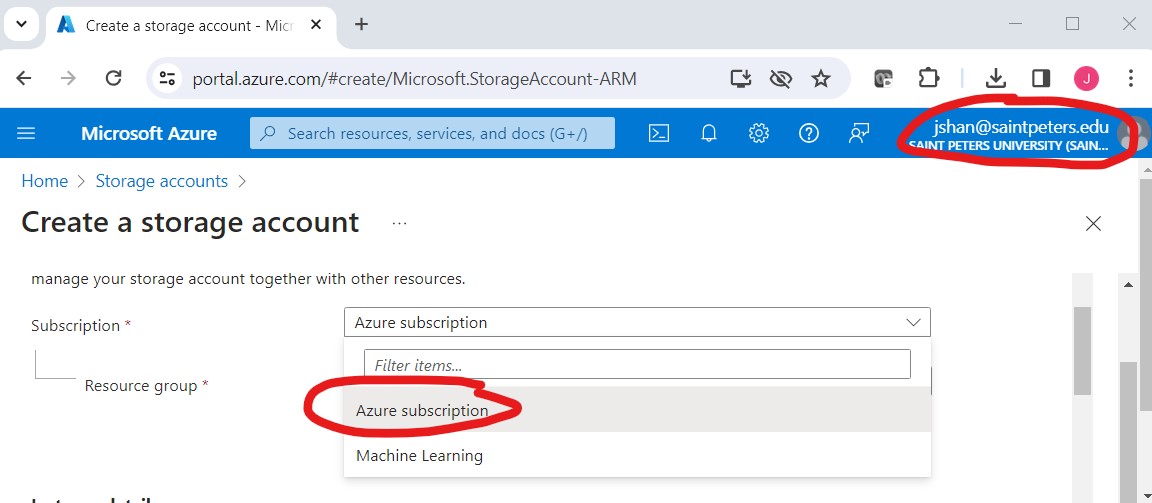 Create a storage account - Micr
portal.azure.com/#create/Microsoft.StorageAccount-ARM
J
Microsoft Azure
Search resources, services, and docs (G+/)
jshan@saintpeters.edu
SAINT PETERS UNIVERSITY (SAIN...
Home > Storage accounts >
Create a storage account ...
manage your storage account together with other resources.
Subscription *
Azure subscription
Filter items...
Resource group *
Azure subscription
Machine Learning